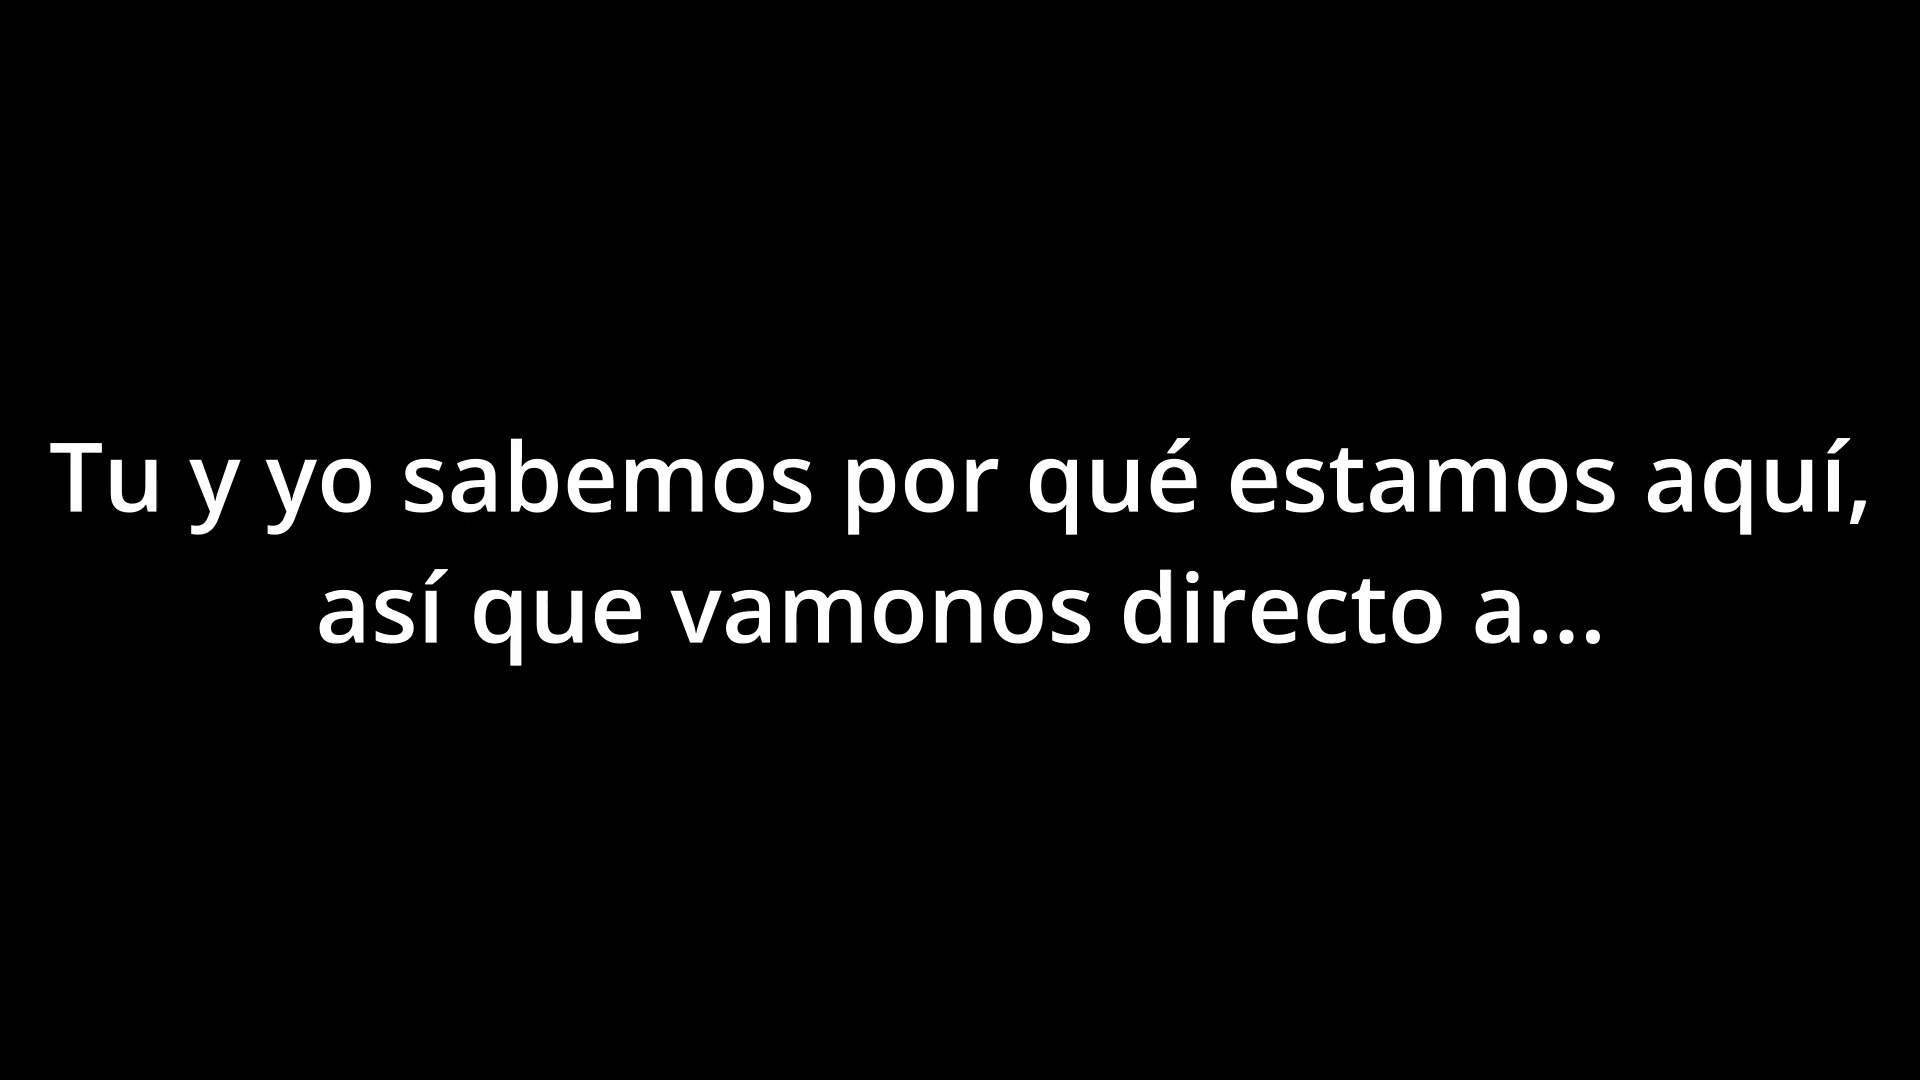 Tu y yo sabemos por qué estamos aquí,
así que vamonos directo a...